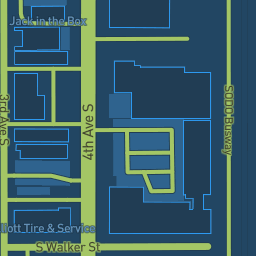 Jack in the Box
3rd Ave S
4th Ave S
SODO Busway
lott Tire & Service
S Walker St